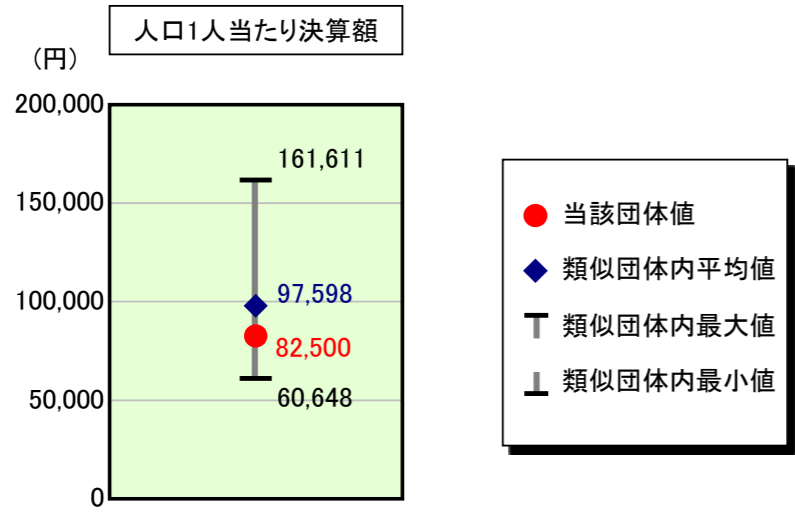 人口1人当たり決算額
（円）
200,000
150,000
100,000
50,000
0
161,611
97,598
82,500
60,648
当該団体値
類似団体内平均値
類似団体内最大値
類似団体内最小値